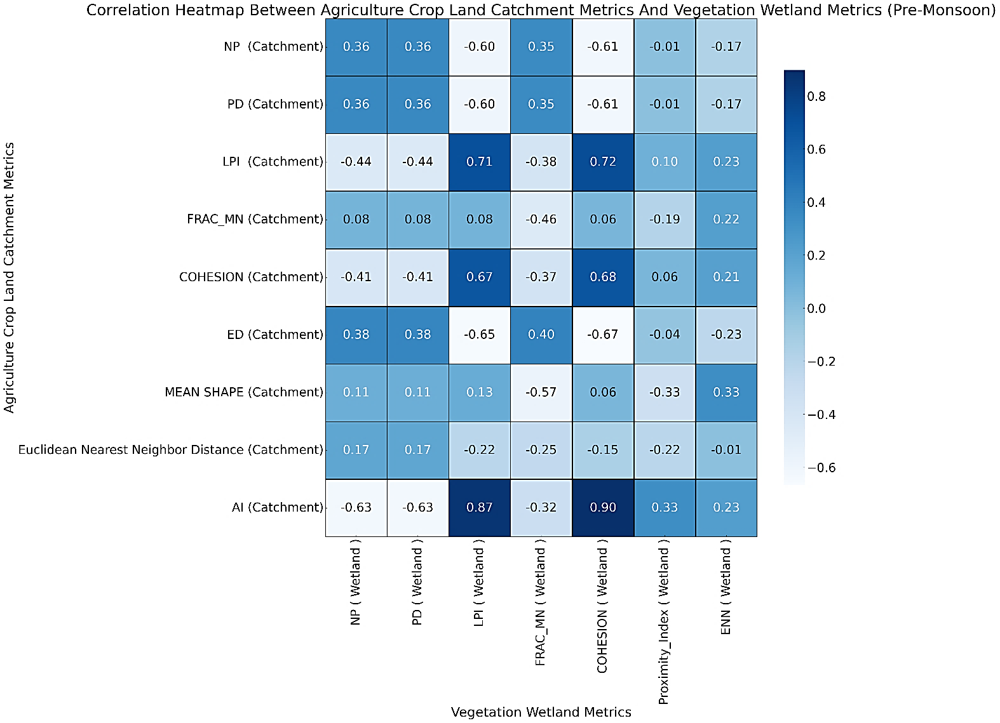 Correlation Heatmap Between Agriculture Crop Land Catchment Metrics And Vegetation Wetland Metrics (Pre-Monsoon)
Agriculture Crop Land Catchment Metrics
NP (Catchment) 0.36 0.36 -0.60 0.35 -0.61 -0.01 -0.17
PD (Catchment) 0.36 0.36 -0.60 0.35 -0.61 -0.01 -0.17
LPI (Catchment) -0.44 -0.44 0.71 -0.38 0.72 0.10 0.23
FRAC_MN (Catchment) 0.08 0.08 0.08 -0.46 0.06 -0.19 0.22
COHESION (Catchment) -0.41 -0.41 0.67 -0.37 0.68 0.06 0.21
ED (Catchment) 0.38 0.38 -0.65 0.40 -0.67 -0.04 -0.23
MEAN SHAPE (Catchment) 0.11 0.11 0.13 -0.57 0.06 -0.33 0.33
Euclidean Nearest Neighbor Distance (Catchment) 0.17 0.17 -0.22 -0.25 -0.15 -0.22 -0.01
AI (Catchment) -0.63 -0.63 0.87 -0.32 0.90 0.33 0.23
NP ( Wetland )
PD ( Wetland )
LPI ( Wetland )
FRAC_MN ( Wetland )
COHESION ( Wetland )
Proximity_Index ( Wetland )
ENN ( Wetland )
Vegetation Wetland Metrics
0.8
0.6
0.4
0.2
0.0
−0.2
−0.4
−0.6